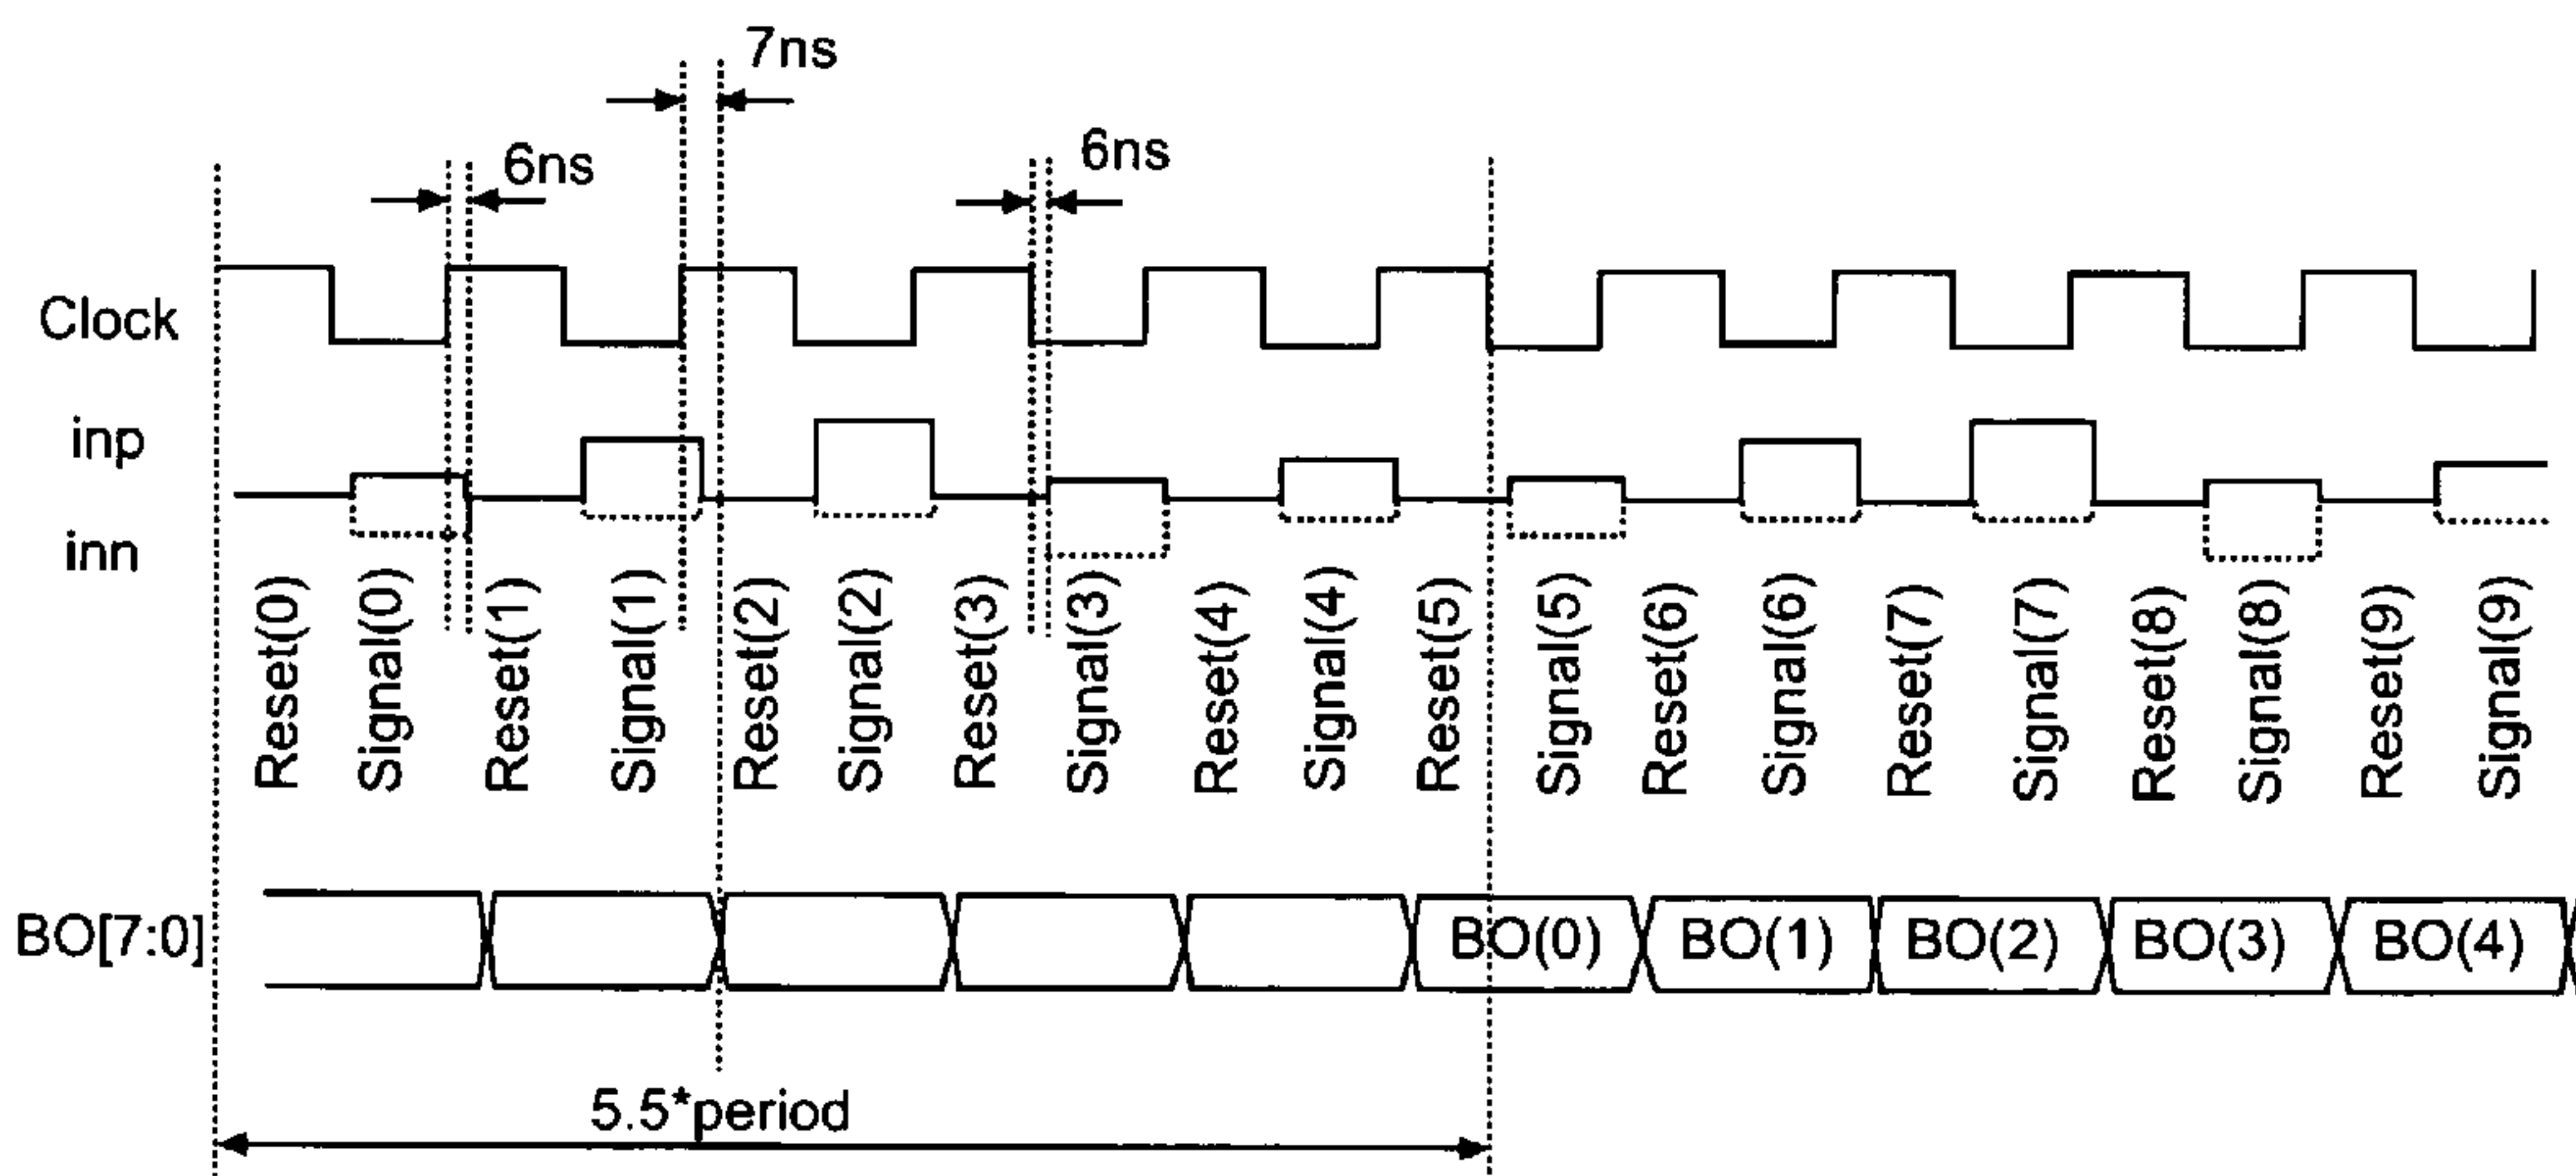 7ns
6ns
6ns
Clock
inp
inn
Reset(0)
Signal(0)
Reset(1)
Signal(1)
Reset(2)
Signal(2)
Reset(3)
Signal(3)
Reset(4)
Signal(4)
Reset(5)
Signal(5)
Reset(6)
Signal(6)
Reset(7)
Signal(7)
Reset(8)
Signal(8)
Reset(9)
Signal(9)
BO[7:0] BO(0) BO(1) BO(2) BO(3) BO(4)
5.5*period